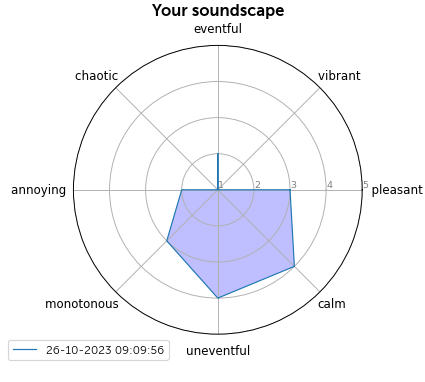 Your soundscape
eventful
chaotic
vibrant
annoying
1
2
3
4
5
pleasant
monotonous
calm
uneventful
26-10-2023 09:09:56